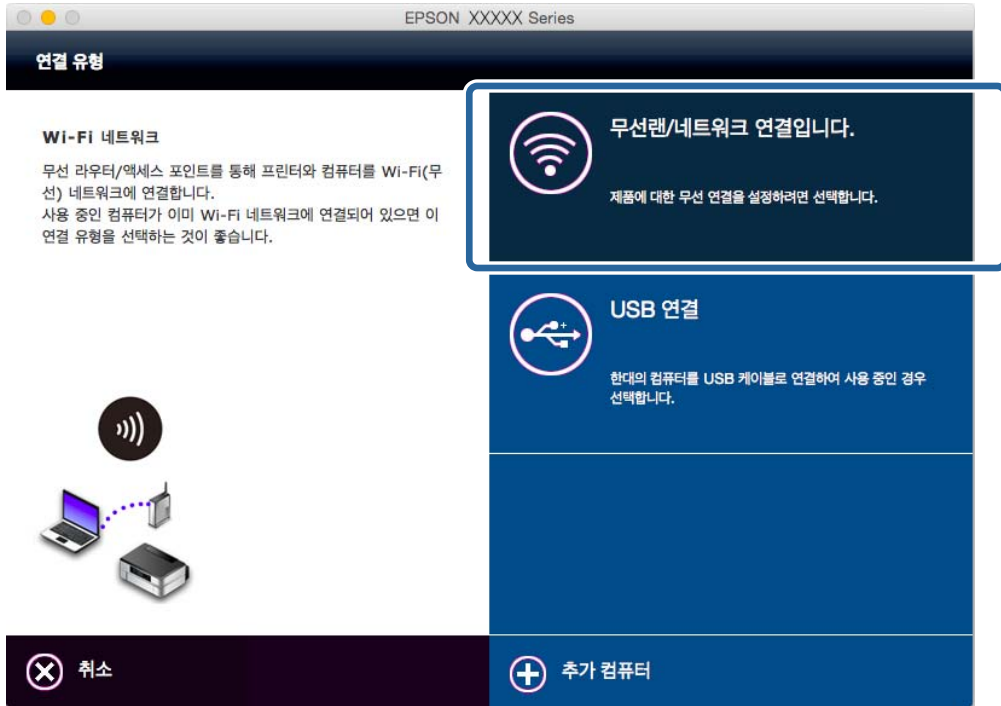 EPSON XXXXX Series
연결 유형
Wi-Fi 네트워크
무선 라우터/액세스 포인트를 통해 프린터와 컴퓨터를 Wi-Fi(무
선) 네트워크에 연결합니다.
사용 중인 컴퓨터가 이미 Wi-Fi 네트워크에 연결되어 있으면 이
연결 유형을 선택하는 것이 좋습니다.
무선랜/네트워크 연결입니다.
제품에 대한 무선 연결을 설정하려면 선택합니다.
USB 연결
한대의 컴퓨터를 USB 케이블로 연결하여 사용 중인 경우
선택합니다.
취소
추가 컴퓨터